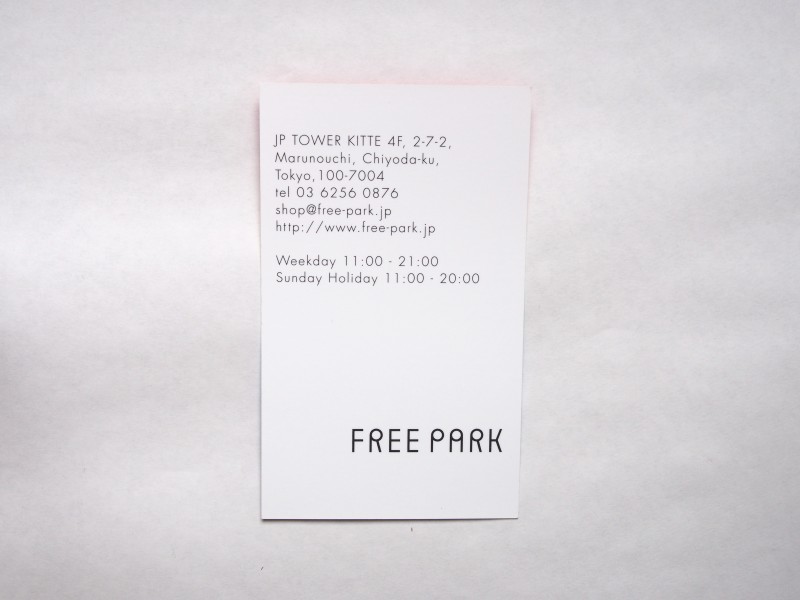 JP TOWER KITTE 4F, 2-7-2,
Marunouchi, Chiyoda-ku,
Tokyo,100-7004
tel 03 6256 0876
shop@free-park.jp
http://www.free-park.jp
Weekday 11:00 - 21:00
Sunday Holiday 11:00 - 20:00
FREE PARK